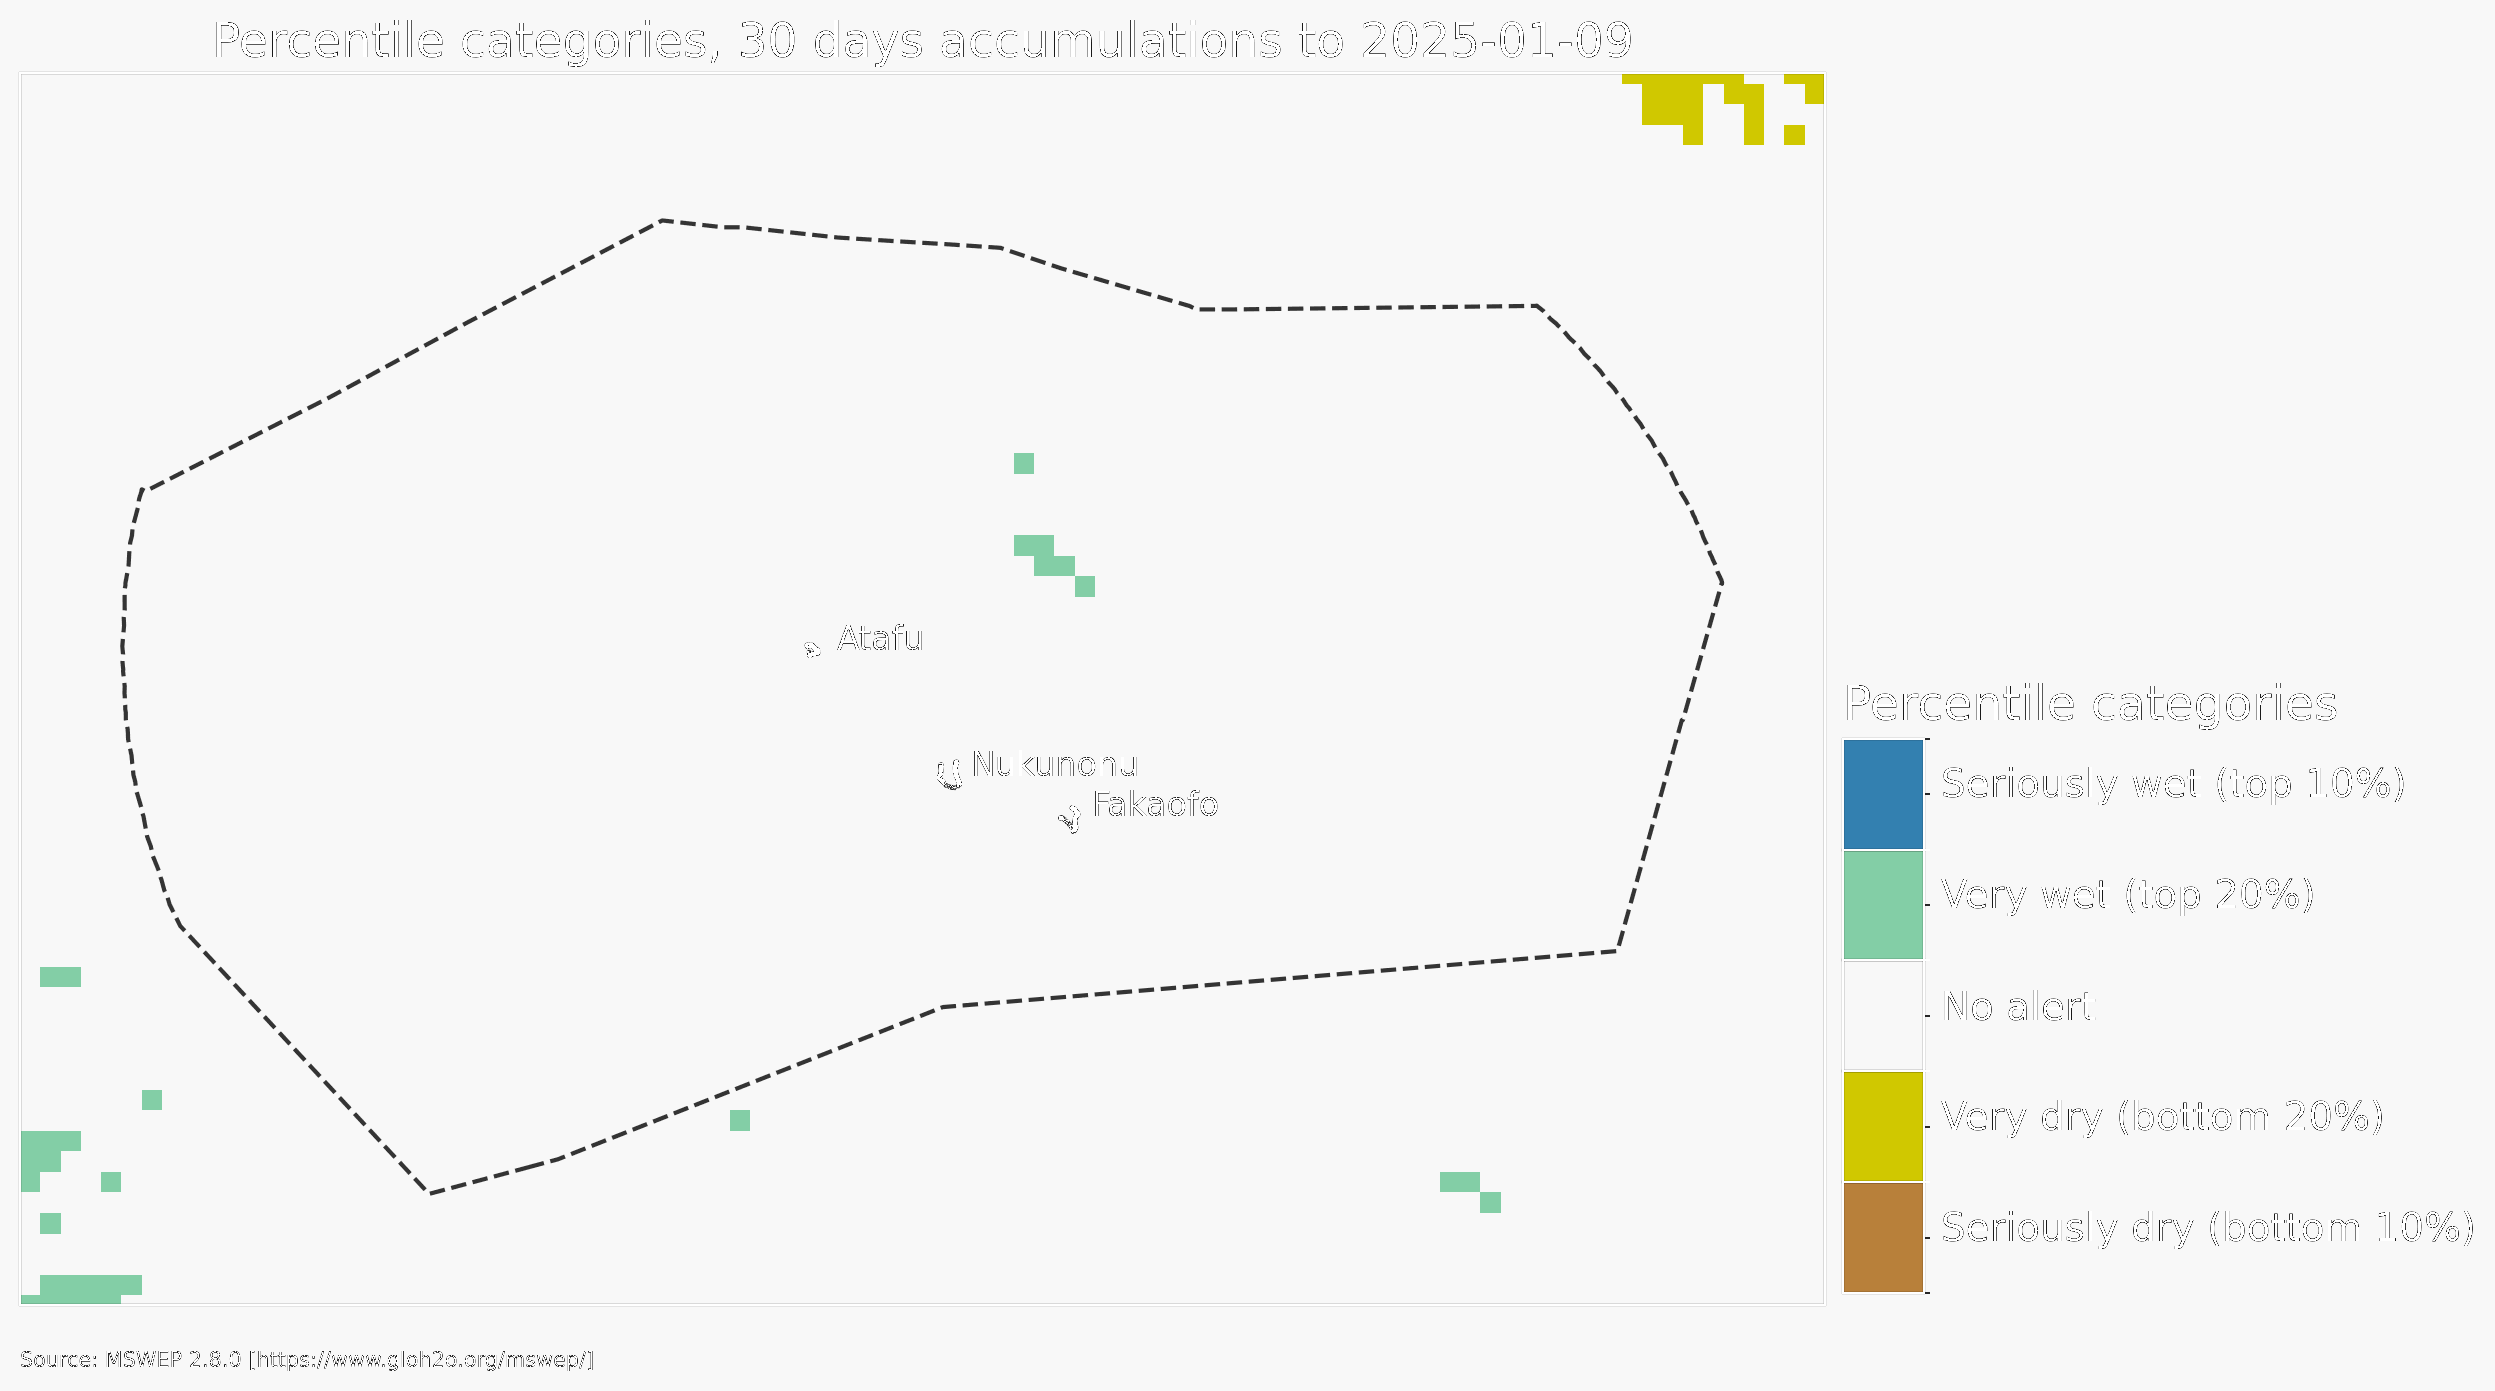 Percentile categories, 30 days accumulations to 2025-01-09
Atafu
Nukunonu
Fakaofo
Percentile categories
Seriously wet (top 10%)
Very wet (top 20%)
No alert
Very dry (bottom 20%)
Seriously dry (bottom 10%)
Source: MSWEP 2.8.0 [https://www.gloh2o.org/mswep/]